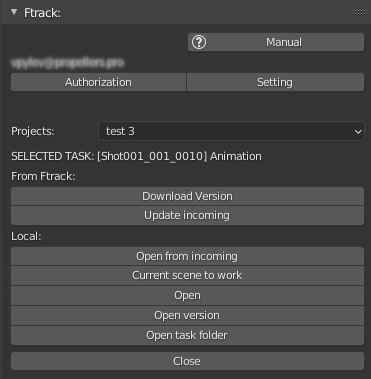 Ftrack:
Manual
Authorization Setting
Projects: test 3
SELECTED TASK: [Shot001_001_0010] Animation
From Ftrack:
Download Version
Update incoming
Local:
Open from incoming
Current scene to work
Open
Open version
Open task folder
Close